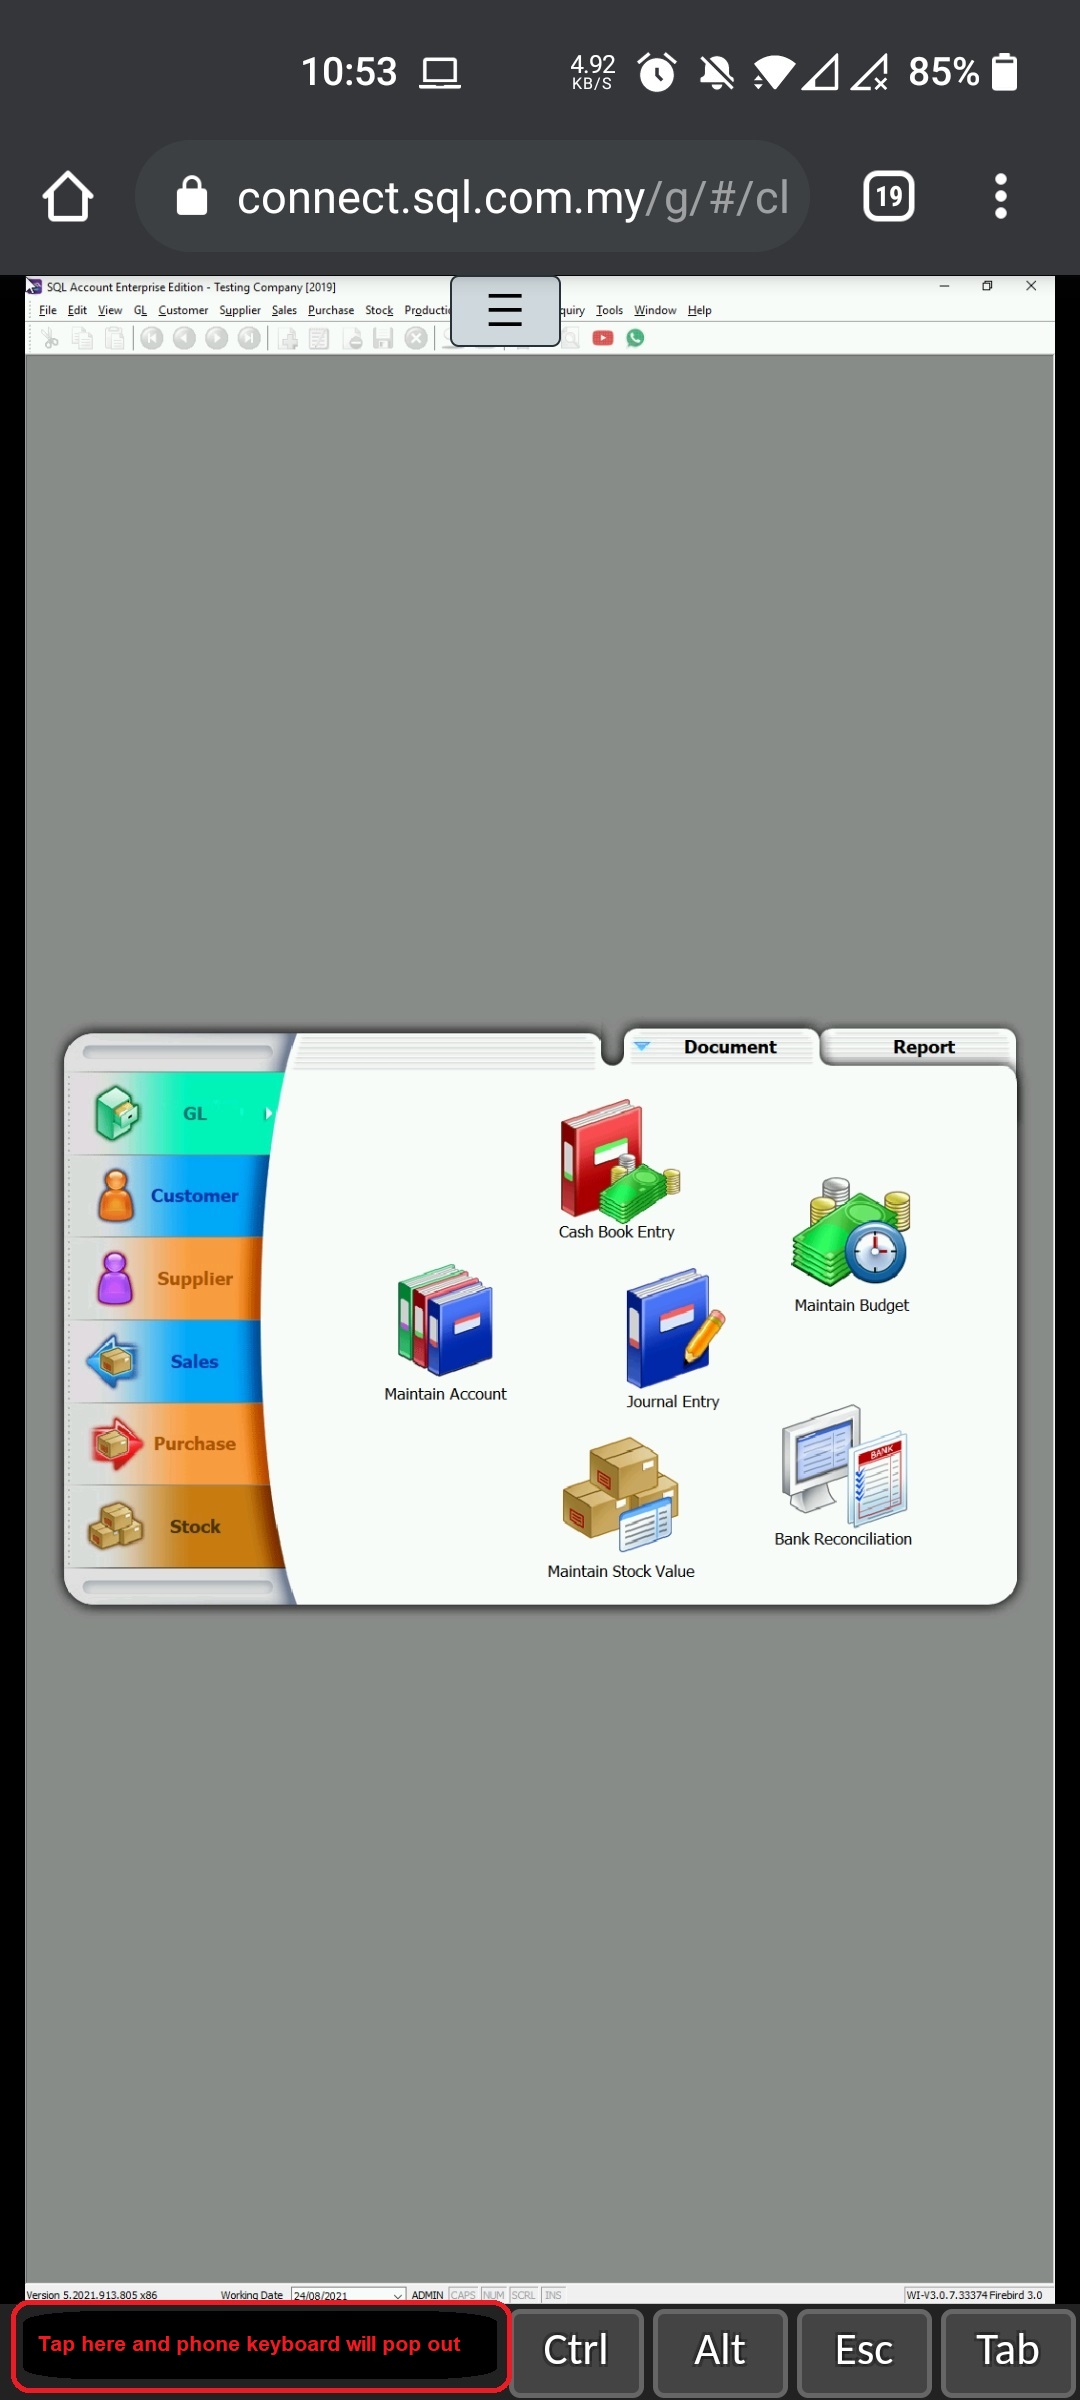 10:53
4.92
KB/S
85%
connect.sql.com.my/g/#/cl
19
SQL Account Enterprise Edition - Testing Company [2019]
File Edit View GL Customer Supplier Sales Purchase Stock Producti quiry Tools Window Help
Document Report
GL
Customer
Supplier
Sales
Purchase
Stock
Cash Book Entry
Maintain Budget
Maintain Account
Journal Entry
BANK
Bank Reconciliation
Maintain Stock Value
Version 5.2021.913.805 x86 Working Date 24/08/2021 ADMIN CAPS NUM SCRL INS WI-V3.0.7.33374 Firebird 3.0
Tap here and phone keyboard will pop out
Ctrl Alt Esc Tab